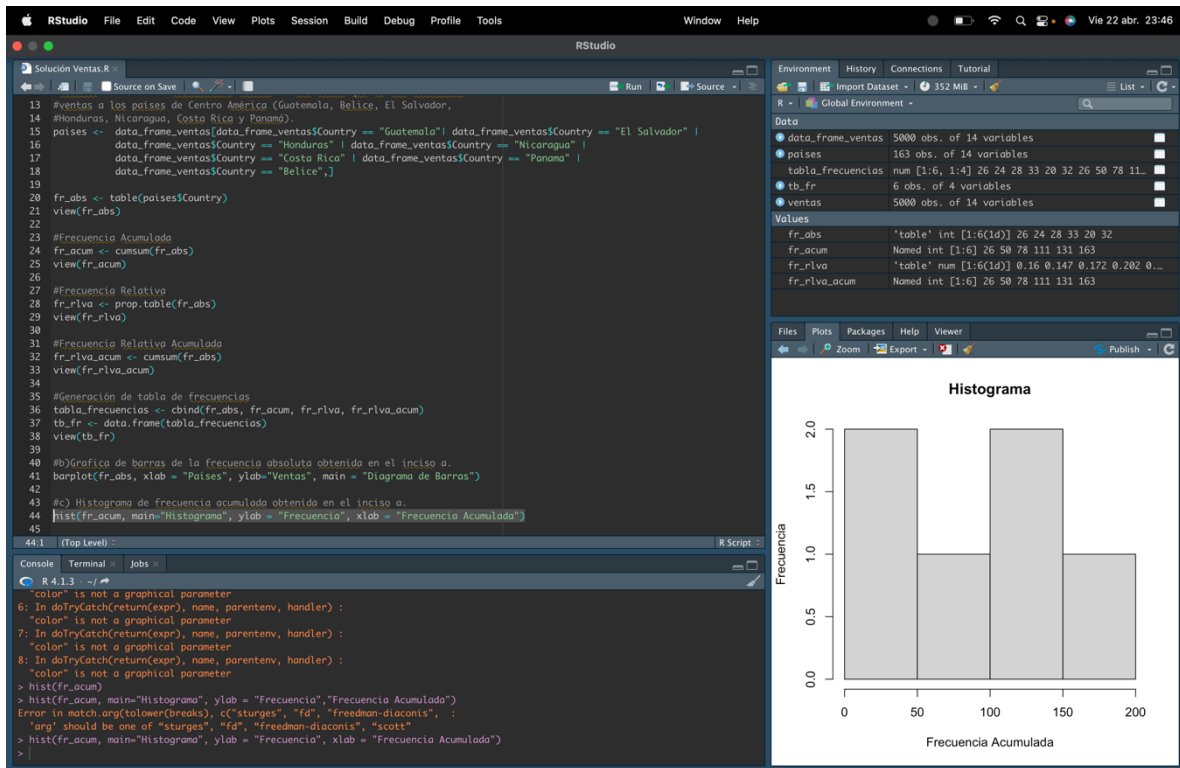 RStudio File Edit Code View Plots Session Build Debug Profile Tools Window Help Vie 22 abr. 23:46
RStudio
Solución Ventas.R
Source on Save Run Source
13 #ventas a los países de Centro América (Guatemala, Belice, El Salvador,
14 #Honduras, Nicaragua, Costa Rica y Panamá).
15 paises <- data_frame_ventas[data_frame_ventas$Country == "Guatemala"| data_frame_ventas$Country == "El Salvador" |
16 data_frame_ventas$Country == "Honduras" | data_frame_ventas$Country == "Nicaragua" |
17 data_frame_ventas$Country == "Costa Rica" | data_frame_ventas$Country == "Panama" |
18 data_frame_ventas$Country == "Belice",]
19
20 fr_abs <- table(paises$Country)
21 view(fr_abs)
22
23 #Frecuencia Acumulada
24 fr_acum <- cumsum(fr_abs)
25 view(fr_acum)
26
27 #Frecuencia Relativa
28 fr_rlva <- prop.table(fr_abs)
29 view(fr_rlva)
30
31 #Frecuencia Relativa Acumulada
32 fr_rlva_acum <- cumsum(fr_abs)
33 view(fr_rlva_acum)
34
35 #Generación de tabla de frecuencias
36 tabla_frecuencias <- cbind(fr_abs, fr_acum, fr_rlva, fr_rlva_acum)
37 tb_fr <- data.frame(tabla_frecuencias)
38 view(tb_fr)
39
40 #b)Grafica de barras de la frecuencia absoluta obtenida en el inciso a.
41 barplot(fr_abs, xlab = "Paises", ylab="Ventas", main = "Diagrama de Barras")
42
43 #c) Histograma de frecuencia acumulada obtenida en el inciso a.
44 hist(fr_acum, main="Histograma", ylab = "Frecuencia", xlab = "Frecuencia Acumulada")
45
44:1 (Top Level) R Script
Console Terminal Jobs
R 4.1.3 · ~/
"color" is not a graphical parameter
6: In doTryCatch(return(expr), name, parentenv, handler) :
"color" is not a graphical parameter
7: In doTryCatch(return(expr), name, parentenv, handler) :
"color" is not a graphical parameter
8: In doTryCatch(return(expr), name, parentenv, handler) :
"color" is not a graphical parameter
> hist(fr_acum)
> hist(fr_acum, main="Histograma", ylab = "Frecuencia","Frecuencia Acumulada")
Error in match.arg(tolower(breaks), c("sturges", "fd", "freedman-diaconis", :
'arg' should be one of “sturges”, “fd”, “freedman-diaconis”, “scott”
> hist(fr_acum, main="Histograma", ylab = "Frecuencia", xlab = "Frecuencia Acumulada")
>
Environment History Connections Tutorial
Import Dataset 352 MiB List
R Global Environment
Data
data_frame_ventas 5000 obs. of 14 variables
paises 163 obs. of 14 variables
tabla_frecuencias num [1:6, 1:4] 26 24 28 33 20 32 26 50 78 11…
tb_fr 6 obs. of 4 variables
ventas 5000 obs. of 14 variables
Values
fr_abs 'table' int [1:6(1d)] 26 24 28 33 20 32
fr_acum Named int [1:6] 26 50 78 111 131 163
fr_rlva 'table' num [1:6(1d)] 0.16 0.147 0.172 0.202 0.…
fr_rlva_acum Named int [1:6] 26 50 78 111 131 163
Files Plots Packages Help Viewer
Zoom Export Publish
Histograma
Frecuencia
2.0
1.5
1.0
0.5
0.0
0 50 100 150 200
Frecuencia Acumulada